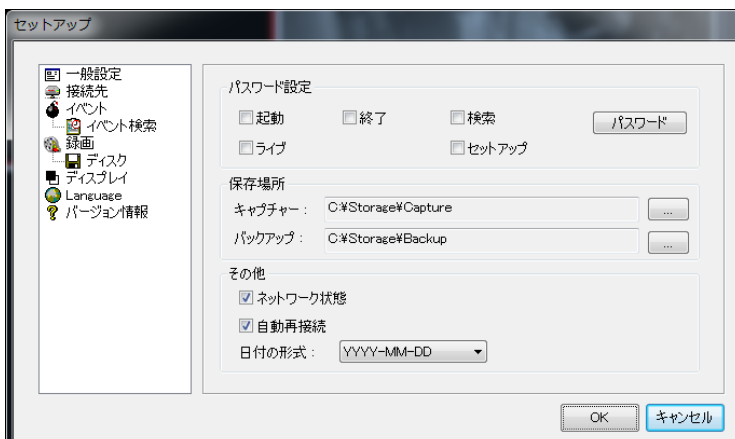 セットアップ
一般設定
接続先
イベント
イベント検索
録画
ディスク
ディスプレイ
Language
バージョン情報
パスワード設定
起動 終了 検索 パスワード
ライブ セットアップ
保存場所
キャプチャー : C:¥Storage¥Capture ...
バックアップ : C:¥Storage¥Backup ...
その他
ネットワーク状態
自動再接続
日付の形式 : YYYY-MM-DD
OK キャンセル